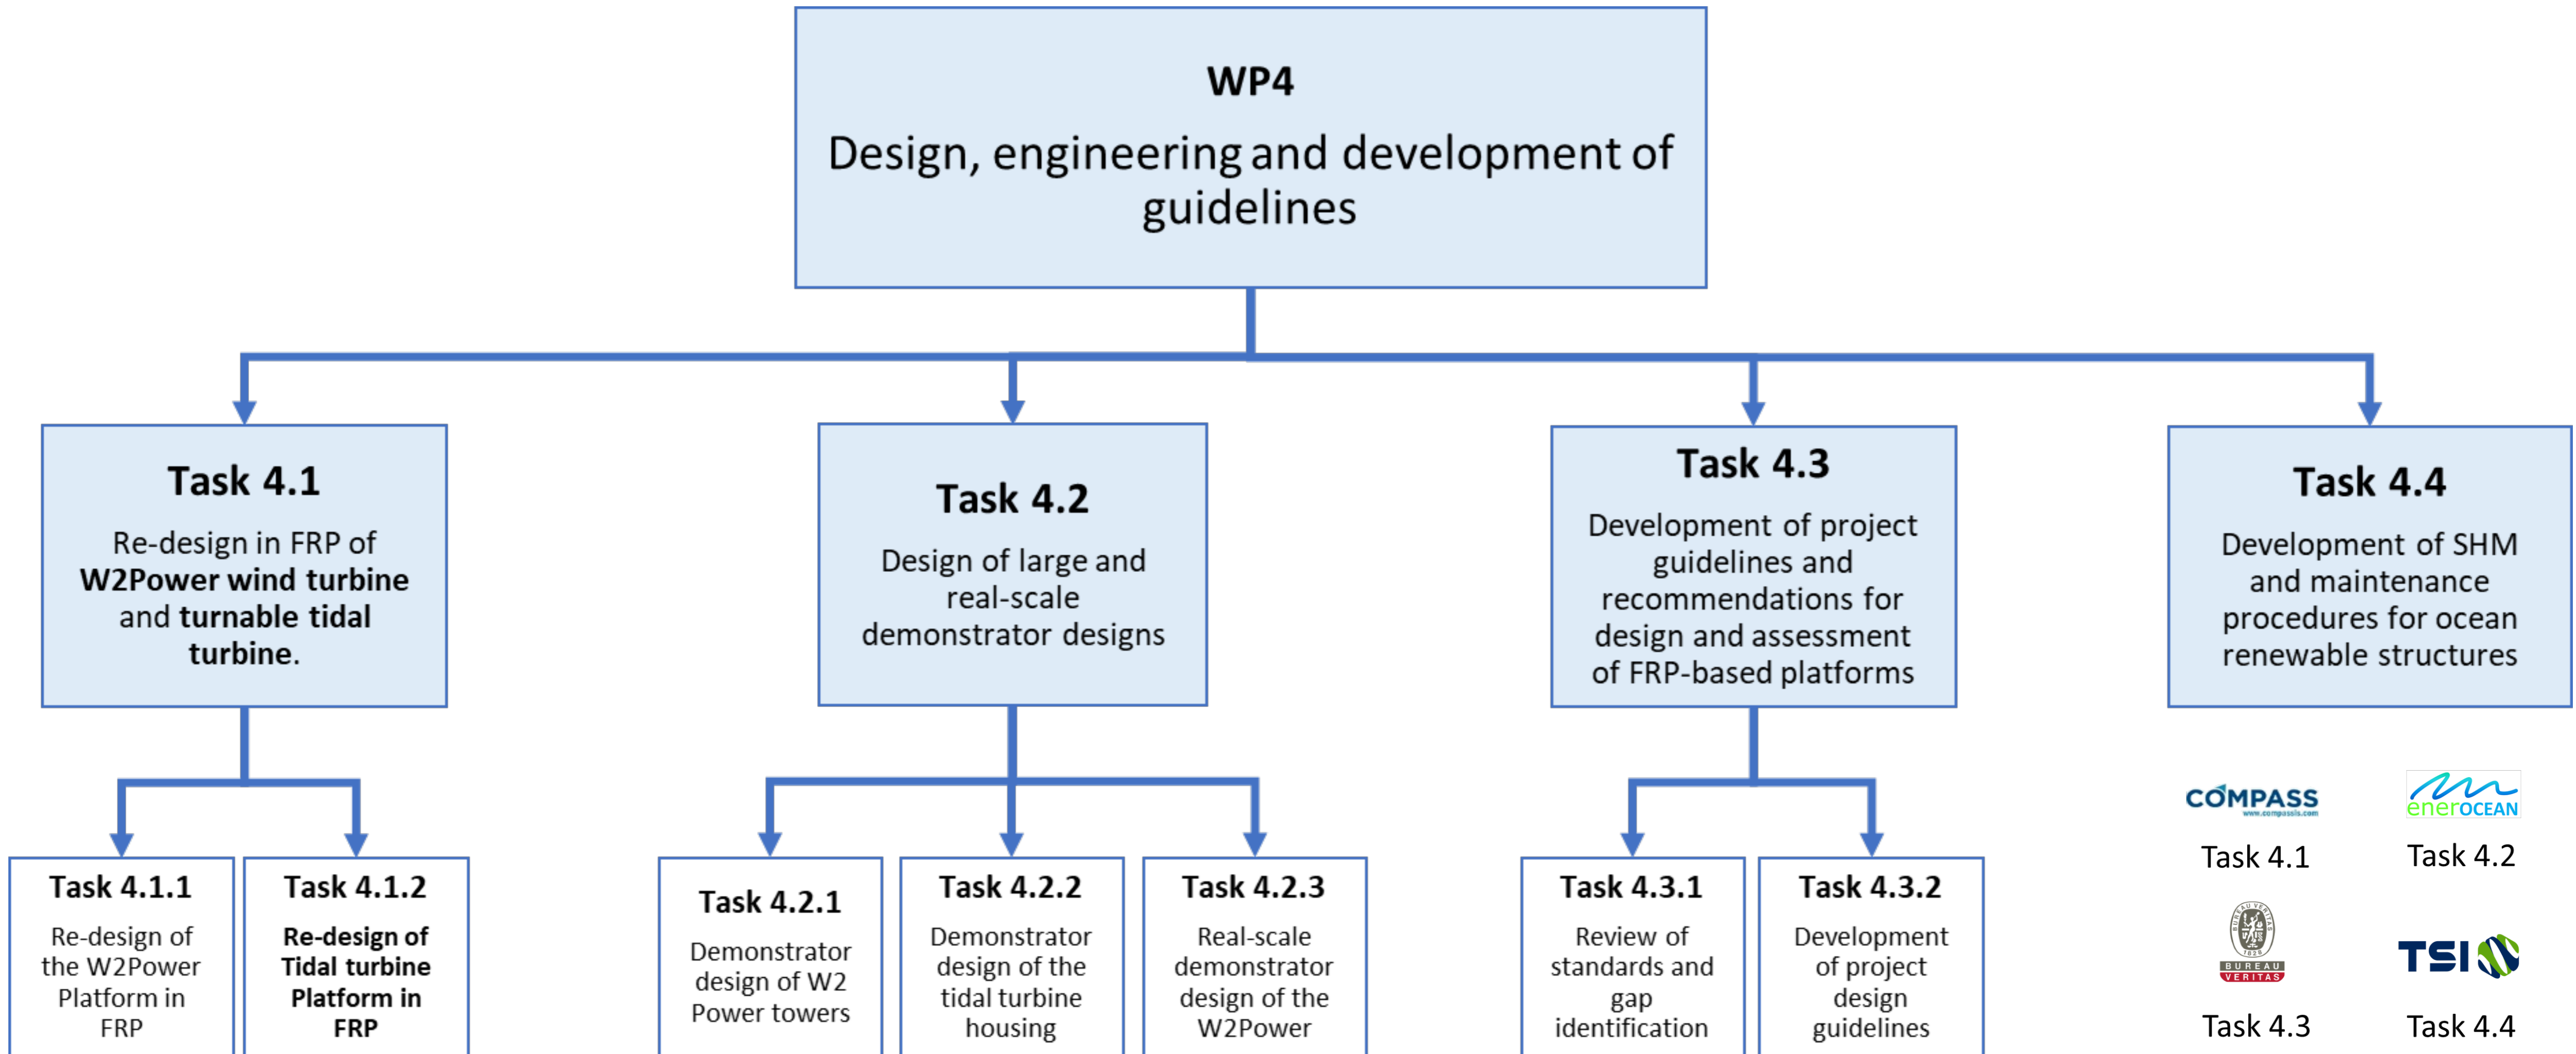 WP4
Design, engineering and development of
guidelines
Task 4.1
Re-design in FRP of
W2Power wind turbine
and turnable tidal
turbine.
Task 4.2
Design of large and
real-scale
demonstrator designs
Task 4.3
Development of project
guidelines and
recommendations for
design and assessment
of FRP-based platforms
Task 4.4
Development of SHM
and maintenance
procedures for ocean
renewable structures
Task 4.1.1
Re-design of
the W2Power
Platform in
FRP
Task 4.1.2
Re-design of
Tidal turbine
Platform in
FRP
Task 4.2.1
Demonstrator
design of W2
Power towers
Task 4.2.2
Demonstrator
design of the
tidal turbine
housing
Task 4.2.3
Real-scale
demonstrator
design of the
W2Power
Task 4.3.1
Review of
standards and
gap
identification
Task 4.3.2
Development
of project
design
guidelines
COMPASS
www.compassis.com
Task 4.1
enerOCEAN
Task 4.2
BUREAU VERITAS
1828
BUREAU
VERITAS
Task 4.3
TSI
Task 4.4